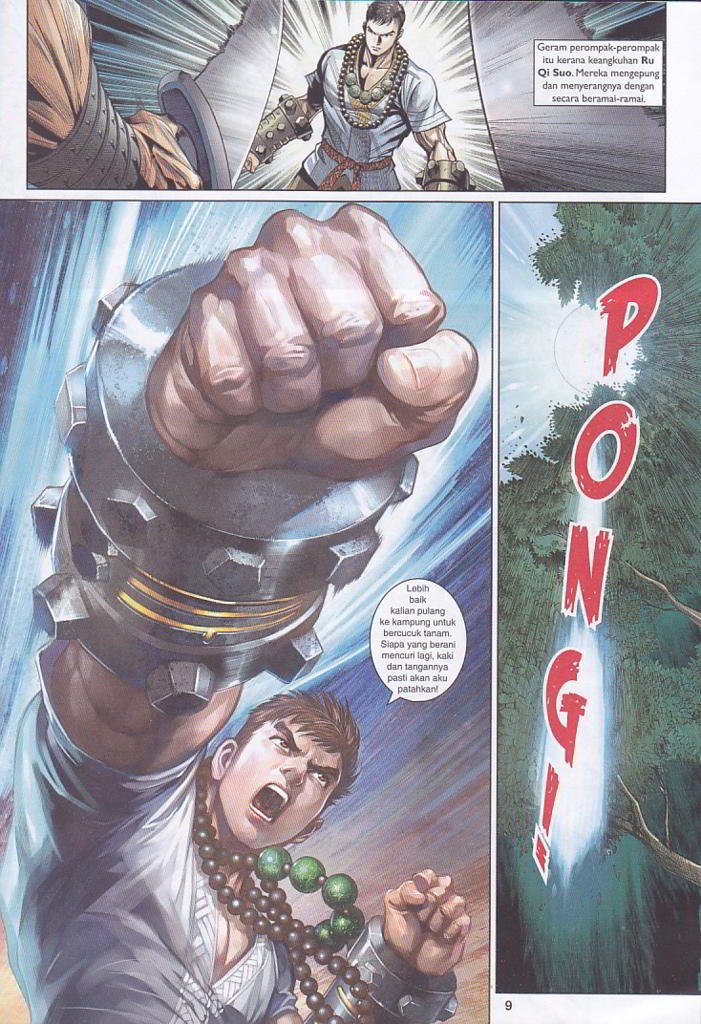 Geram perompak-perompak
itu kerana keangkuhan Ru
Qi Suo. Mereka mengepung
dan menyerangnya dengan
secara beramai-ramai.
Lebih
baik
kalian pulang
ke kampung untuk
bercucuk tanam.
Siapa yang berani
mencuri lagi, kaki
dan tangannya
pasti akan aku
patahkan!
PONG!
9